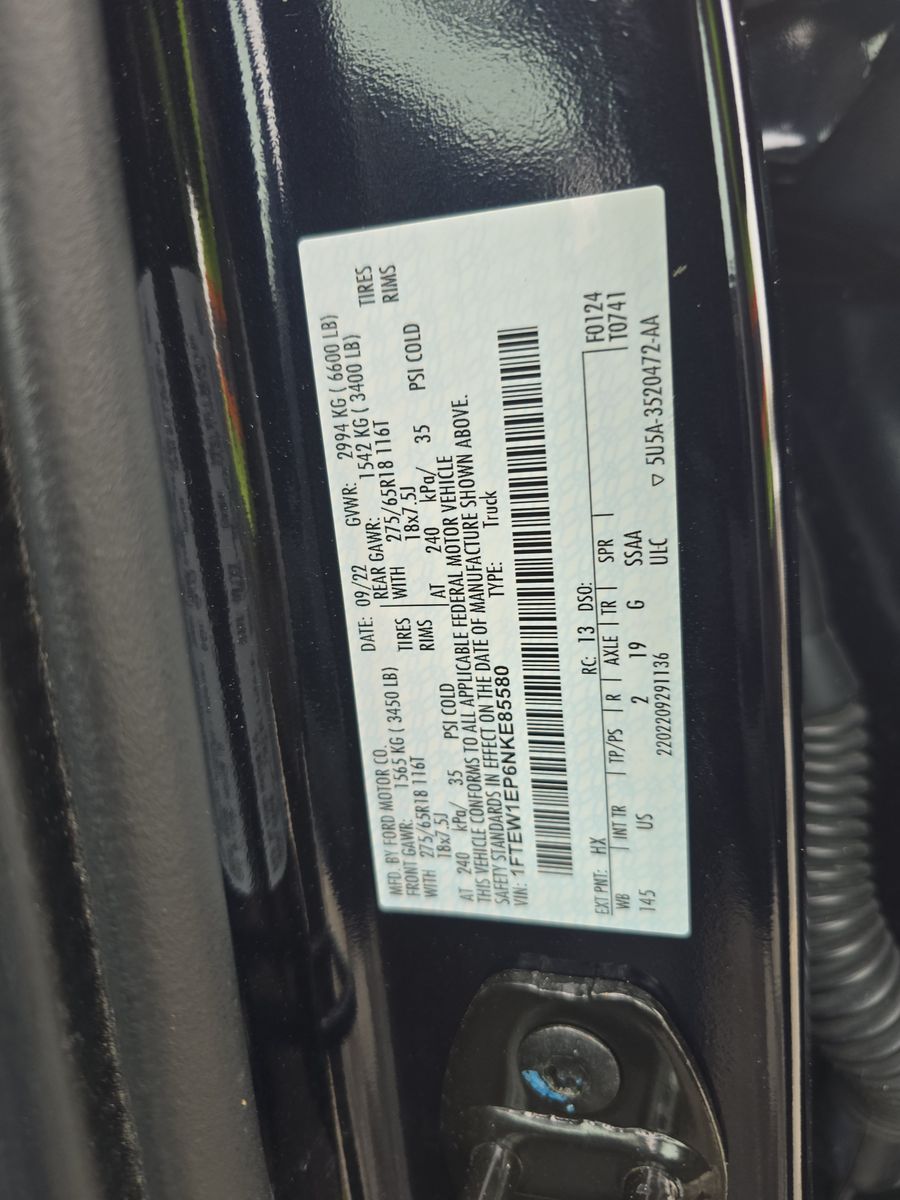 MFD. BY FORD MOTOR CO. DATE: 09/22 GVWR: 2994 KG ( 6600 LB)
FRONT GAWR: 1565 KG ( 3450 LB) REAR GAWR: 1542 KG ( 3400 LB)
WITH 275/65R18 116T TIRES WITH 275/65R18 116T TIRES
18x7.5J RIMS 18x7.5J RIMS
AT 240 kPa/ 35 PSI COLD AT 240 kPa/ 35 PSI COLD
THIS VEHICLE CONFORMS TO ALL APPLICABLE FEDERAL MOTOR VEHICLE
SAFETY STANDARDS IN EFFECT ON THE DATE OF MANUFACTURE SHOWN ABOVE.
VIN: 1FTEW1EP6NKE85580 TYPE: Truck
F0124
EXT PNT: HX RC: 13 DSO: T0741
WB INT TR TP/PS R AXLE TR SPR
145 US 2 19 G SSAA
2202209291136 UEC ▽ 5U5A-3520472-AA